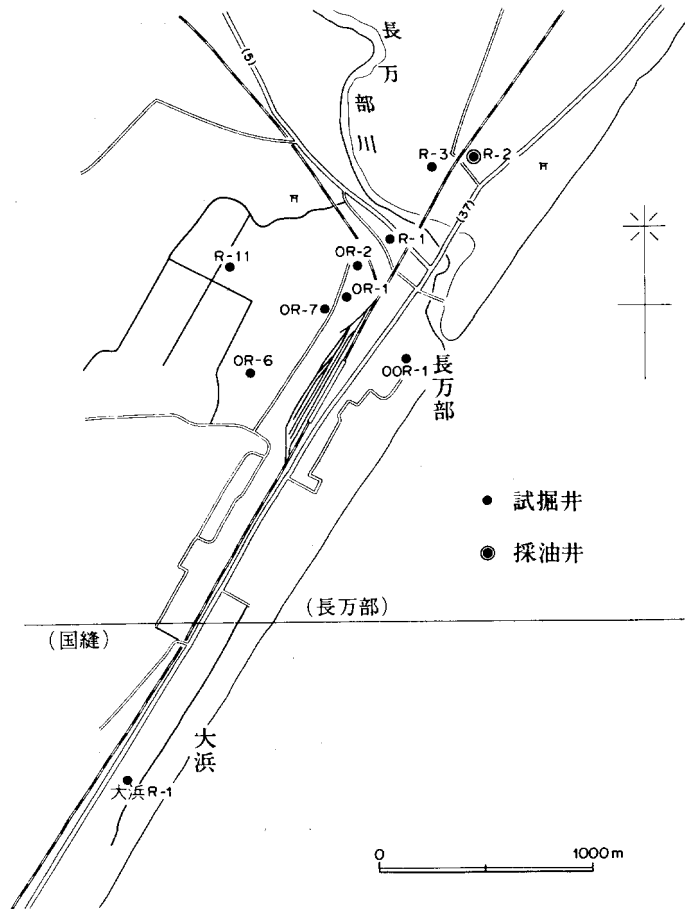 長万部川
(5)
R-3
R-2
(37)
R-1
R-11
OR-2
OR-1
OR-7
OR-6
OOR-1
長万部
● 試掘井
◉ 採油井
(長万部)
(国縫)
大浜
大浜 R-1
0 1000m